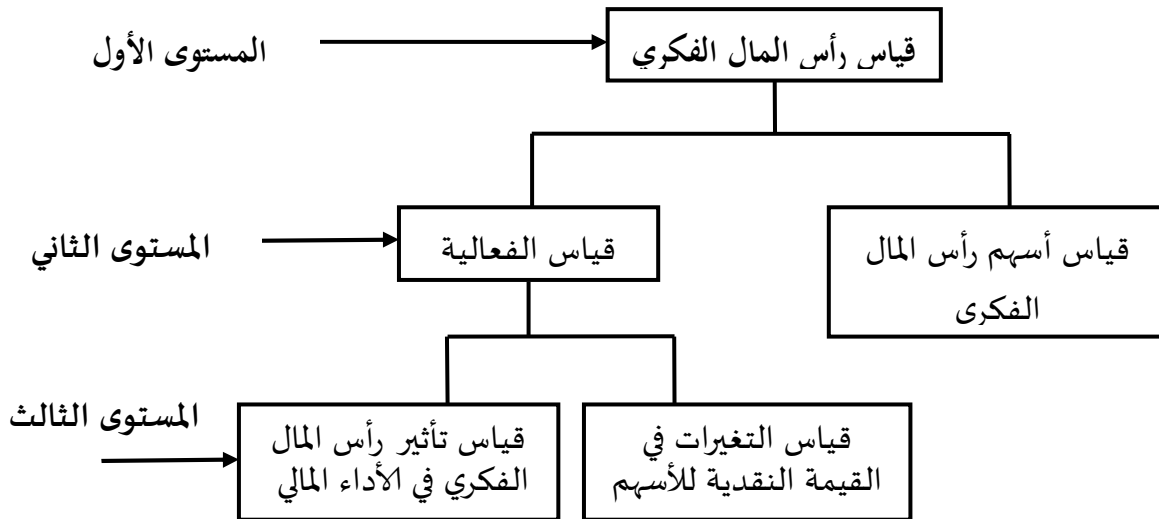 قياس رأس المال الفكري
المستوى الأول
قياس أسهم رأس المال
الفكرى
قياس الفعالية
المستوى الثاني
قياس التغيرات في
القيمة النقدية للأسهم
قياس تأثير رأس المال
الفكري في الأداء المالي
المستوى الثالث